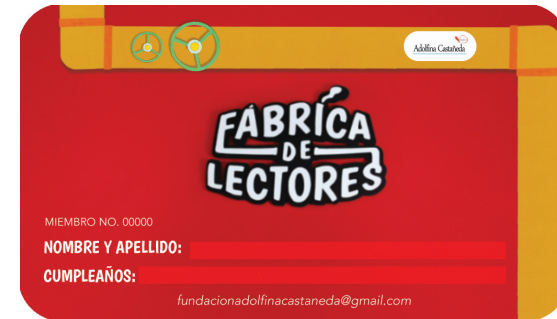 Adolfina Castañeda
FÁBRICA
DE
LECTORES
MIEMBRO NO. 00000
NOMBRE Y APELLIDO:
CUMPLEAÑOS:
fundacionadolfinacastaneda@gmail.com